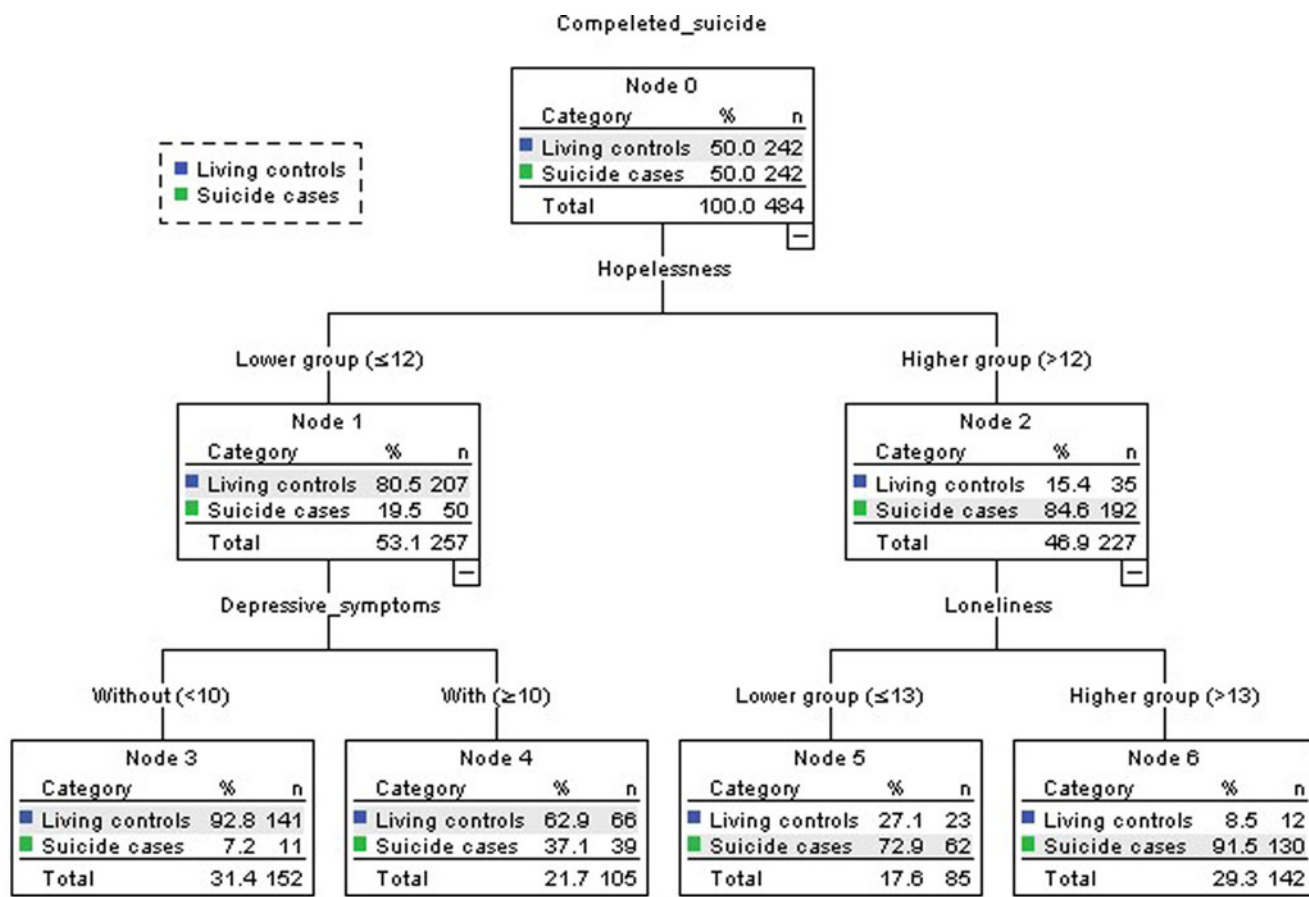 Compeleted_suicide
Node 0
Category % n
Living controls 50.0 242
Suicide cases 50.0 242
Total 100.0 484
Living controls
Suicide cases
Hopelessness
Lower group (≤12)
Higher group (>12)
Node 1
Category % n
Living controls 80.5 207
Suicide cases 19.5 50
Total 53.1 257
Node 2
Category % n
Living controls 15.4 35
Suicide cases 84.6 192
Total 46.9 227
Depressive_symptoms
Loneliness
Without (<10)
With (≥10)
Lower group (≤13)
Higher group (>13)
Node 3
Category % n
Living controls 92.8 141
Suicide cases 7.2 11
Total 31.4 152
Node 4
Category % n
Living controls 62.9 66
Suicide cases 37.1 39
Total 21.7 105
Node 5
Category % n
Living controls 27.1 23
Suicide cases 72.9 62
Total 17.6 85
Node 6
Category % n
Living controls 8.5 12
Suicide cases 91.5 130
Total 29.3 142